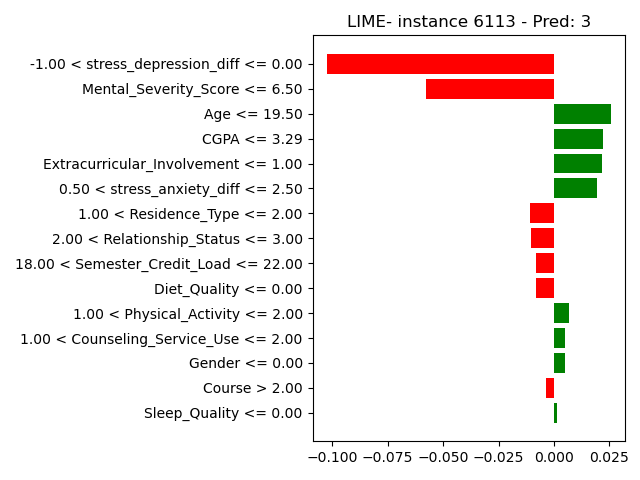 LIME- instance 6113 - Pred: 3
-1.00 < stress_depression_diff <= 0.00
Mental_Severity_Score <= 6.50
Age <= 19.50
CGPA <= 3.29
Extracurricular_Involvement <= 1.00
0.50 < stress_anxiety_diff <= 2.50
1.00 < Residence_Type <= 2.00
2.00 < Relationship_Status <= 3.00
18.00 < Semester_Credit_Load <= 22.00
Diet_Quality <= 0.00
1.00 < Physical_Activity <= 2.00
1.00 < Counseling_Service_Use <= 2.00
Gender <= 0.00
Course > 2.00
Sleep_Quality <= 0.00
−0.100 −0.075 −0.050 −0.025 0.000 0.025